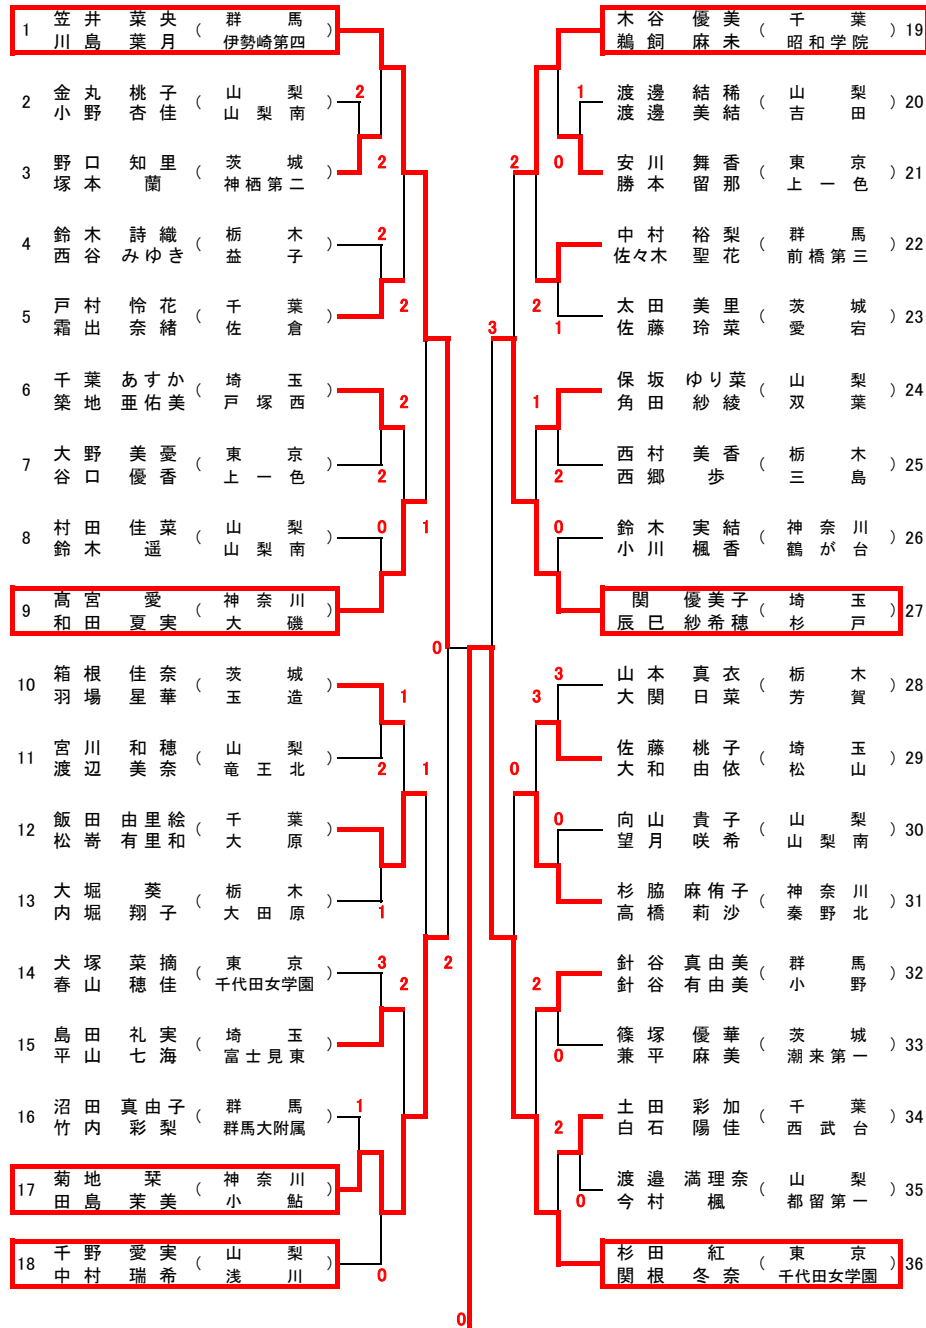 1 笠井菜央 ( 群馬 )
川島葉月 伊勢崎第四
2 金丸桃子 ( 山梨 ) 2
小野杏佳 山梨南
3 野口知里 ( 茨城 ) 2
塚本蘭 神栖第二
4 鈴木詩織 ( 栃木 ) 2
西谷みゆき 益子
5 戸村怜花 ( 千葉 ) 2
霜出奈緒 佐倉
6 千葉あすか ( 埼玉 ) 2
築地亜佑美 戸塚西
7 大野美憂 ( 東京 ) 2
谷口優香 上一色
8 村田佳菜 ( 山梨 ) 0 1
鈴木遥 山梨南
9 髙宮愛 ( 神奈川 )
和田夏実 大磯
0
10 箱根佳奈 ( 茨城 ) 1
羽場星華 玉造
11 宮川和穂 ( 山梨 ) 2 1
渡辺美奈 竜王北
12 飯田由里絵 ( 千葉 )
松嵜有里和 大原
13 大堀葵 ( 栃木 ) 1
内堀翔子 大田原
14 犬塚菜摘 ( 東京 ) 3 2 2
春山穂佳 千代田女学園
15 島田礼実 ( 埼玉 )
平山七海 富士見東
16 沼田真由子 ( 群馬 ) 1
竹内彩梨 群馬大附属
17 菊地栞 ( 神奈川 )
田島茉美 小鮎
18 千野愛実 ( 山梨 ) 0
中村瑞希 浅川
木谷優美 ( 千葉 ) 19
鵜飼麻未 昭和学院
1 渡邊結稀 ( 山梨 ) 20
渡邊美結 吉田
2 0 安川舞香 ( 東京 ) 21
勝本留那 上一色
中村裕梨 ( 群馬 ) 22
佐々木聖花 前橋第三
3 2 1 太田美里 ( 茨城 ) 23
佐藤玲菜 愛宕
1 保坂ゆり菜 ( 山梨 ) 24
角田紗綾 双葉
2 西村美香 ( 栃木 ) 25
西郷歩 三島
0 鈴木実結 ( 神奈川 ) 26
小川楓香 鶴が台
関優美子 ( 埼玉 ) 27
辰巳紗希穂 杉戸
3 3 山本真衣 ( 栃木 ) 28
大関日菜 芳賀
0 佐藤桃子 ( 埼玉 ) 29
大和由依 松山
0 向山貴子 ( 山梨 ) 30
望月咲希 山梨南
杉脇麻侑子 ( 神奈川 ) 31
高橋莉沙 秦野北
2 針谷真由美 ( 群馬 ) 32
針谷有由美 小野
0 篠塚優華 ( 茨城 ) 33
兼平麻美 潮来第一
2 土田彩加 ( 千葉 ) 34
白石陽佳 西武台
0 渡邉満理奈 ( 山梨 ) 35
今村楓 都留第一
杉田紅 ( 東京 ) 36
関根冬奈 千代田女学園
0